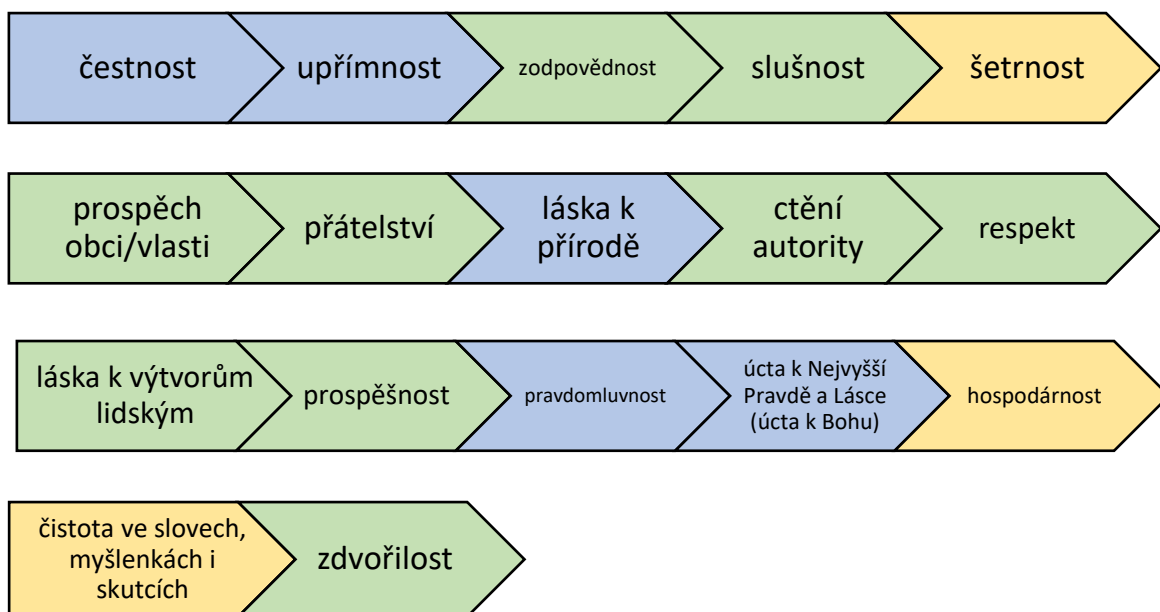 čestnost
upřímnost
zodpovědnost
slušnost
šetrnost
prospěch
obci/vlasti
přátelství
láska k
přírodě
ctění
autority
respekt
láska k výtvorům
lidským
prospěšnost
pravdomluvnost
úcta k Nejvyšší
Pravdě a Lásce
(úcta k Bohu)
hospodárnost
čistota ve slovech,
myšlenkách i
skutcích
zdvořilost